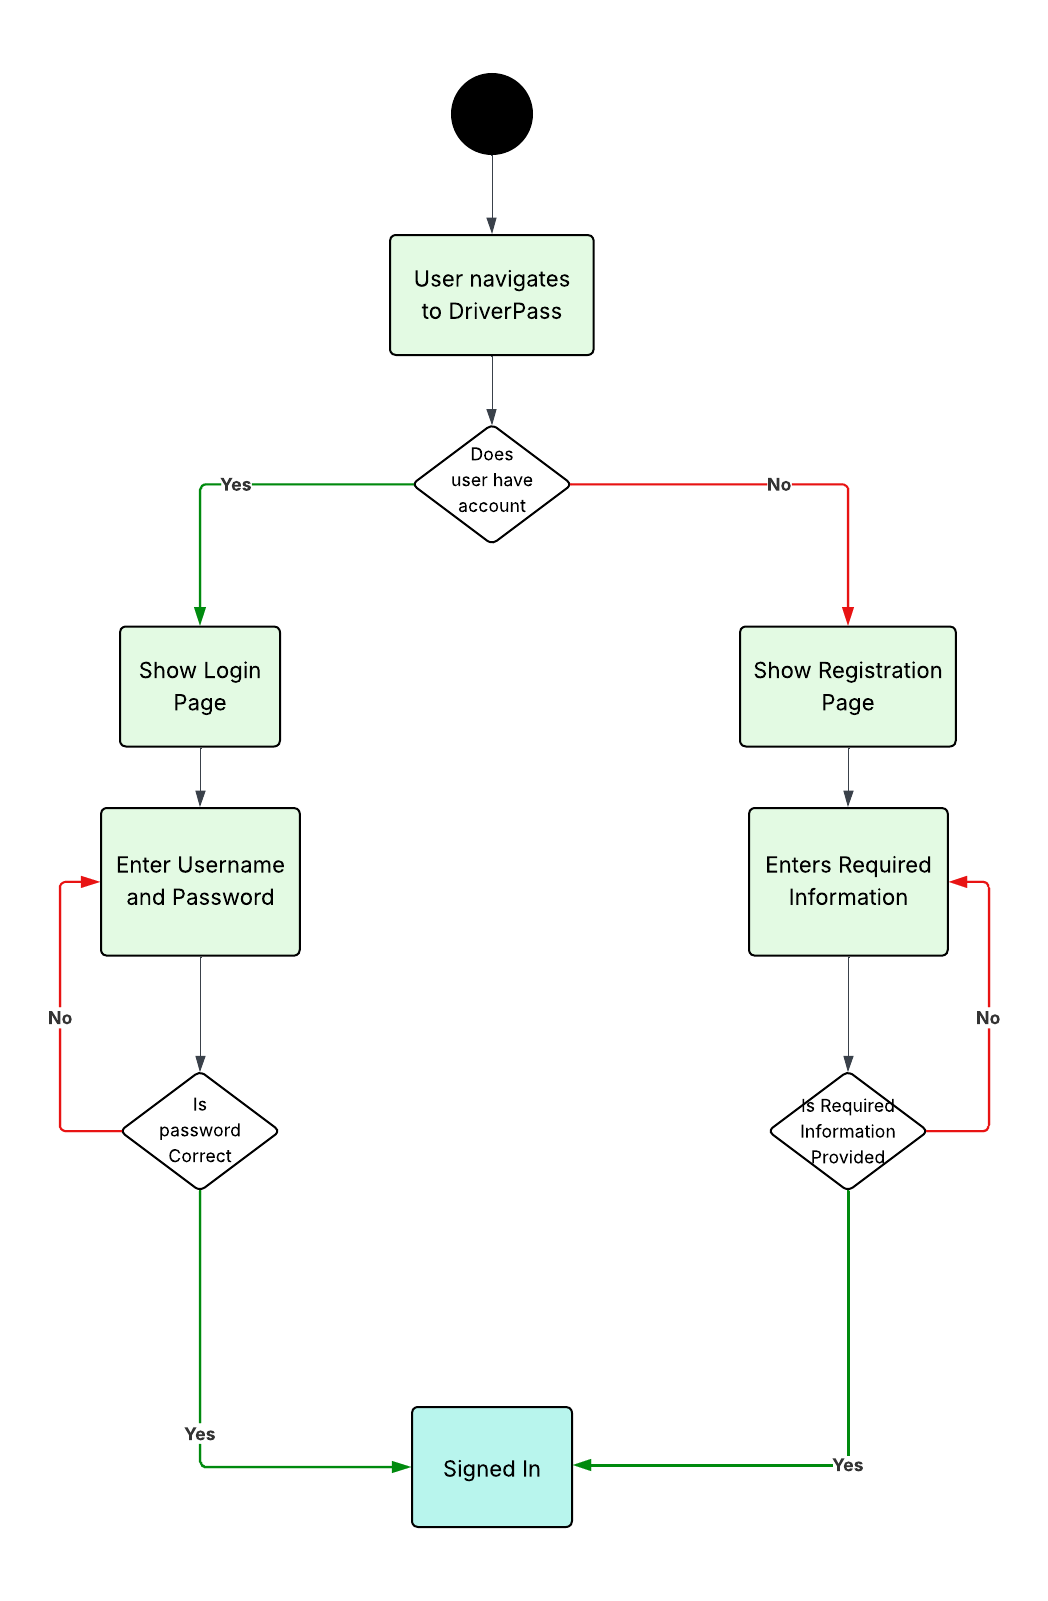 User navigates
to DriverPass
Does
user have
account
Yes
No
Show Login
Page
Show Registration
Page
Enter Username
and Password
Enters Required
Information
No
No
Is
password
Correct
Is Required
Information
Provided
Yes
Signed In
Yes